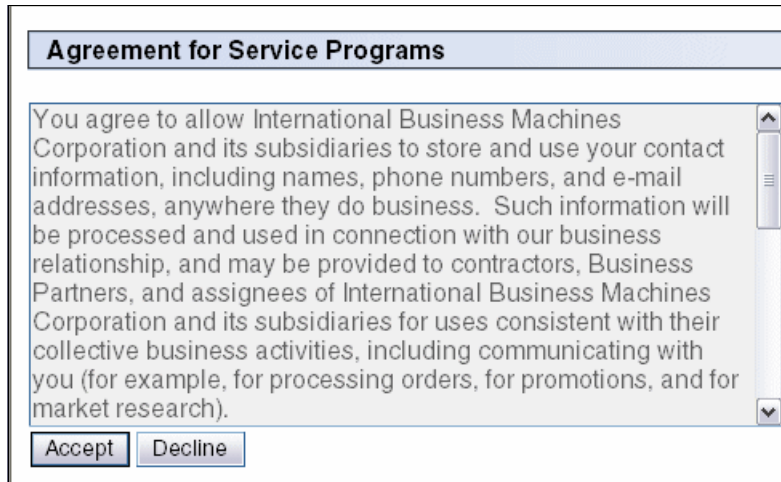 Agreement for Service Programs
You agree to allow International Business Machines
Corporation and its subsidiaries to store and use your contact
information, including names, phone numbers, and e-mail
addresses, anywhere they do business.  Such information will
be processed and used in connection with our business
relationship, and may be provided to contractors, Business
Partners, and assignees of International Business Machines
Corporation and its subsidiaries for uses consistent with their
collective business activities, including communicating with
you (for example, for processing orders, for promotions, and for
market research).
Accept Decline